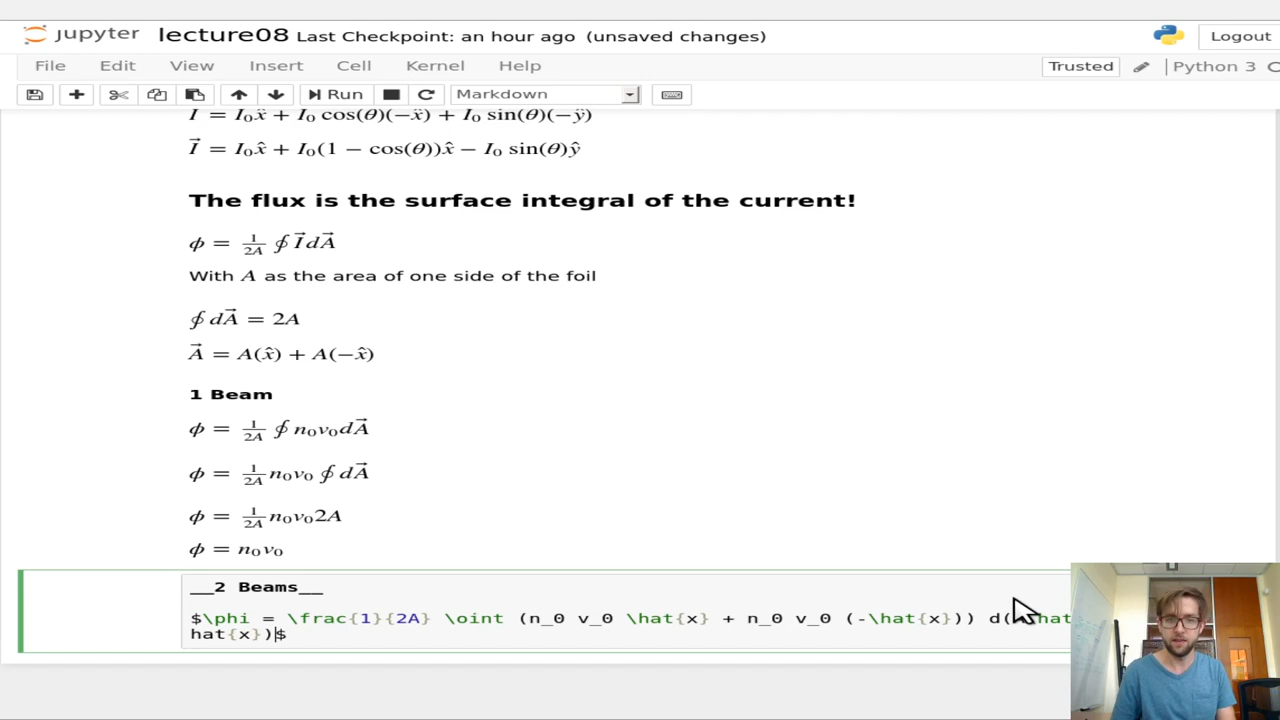 jupyter lecture08 Last Checkpoint: an hour ago (unsaved changes) Logout
File Edit View Insert Cell Kernel Help Trusted Python 3
Run Markdown
I⃗ = I₀x̂ + I₀ cos(θ)(−x̂) + I₀ sin(θ)(−ŷ)
I⃗ = I₀x̂ + I₀(1 − cos(θ))x̂ − I₀ sin(θ)ŷ
The flux is the surface integral of the current!
ϕ = 1/2A ∮ I⃗dA⃗
With A as the area of one side of the foil
∮ dA⃗ = 2A
A⃗ = A(x̂) + A(−x̂)
1 Beam
ϕ = 1/2A ∮ n₀v₀dA⃗
ϕ = 1/2A n₀v₀ ∮ dA⃗
ϕ = 1/2A n₀v₀2A
ϕ = n₀v₀
__2 Beams__
$\phi = \frac{1}{2A} \oint (n_0 v_0 \hat{x} + n_0 v_0 (-\hat{x})) d(
hat{x})$